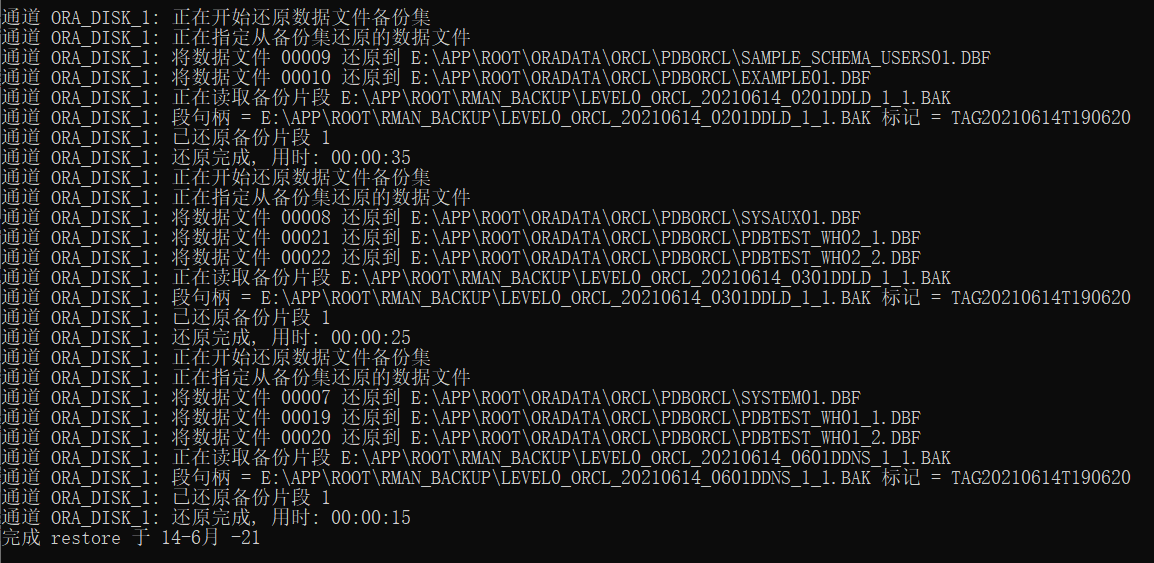 通道 ORA_DISK_1: 正在开始还原数据文件备份集
通道 ORA_DISK_1: 正在指定从备份集还原的数据文件
通道 ORA_DISK_1: 将数据文件 00009 还原到 E:\APP\ROOT\ORADATA\ORCL\PDBORCL\SAMPLE_SCHEMA_USERS01.DBF
通道 ORA_DISK_1: 将数据文件 00010 还原到 E:\APP\ROOT\ORADATA\ORCL\PDBORCL\EXAMPLE01.DBF
通道 ORA_DISK_1: 正在读取备份片段 E:\APP\ROOT\RMAN_BACKUP\LEVEL0_ORCL_20210614_0201DDLD_1_1.BAK
通道 ORA_DISK_1: 段句柄 = E:\APP\ROOT\RMAN_BACKUP\LEVEL0_ORCL_20210614_0201DDLD_1_1.BAK 标记 = TAG20210614T190620
通道 ORA_DISK_1: 已还原备份片段 1
通道 ORA_DISK_1: 还原完成, 用时: 00:00:35
通道 ORA_DISK_1: 正在开始还原数据文件备份集
通道 ORA_DISK_1: 正在指定从备份集还原的数据文件
通道 ORA_DISK_1: 将数据文件 00008 还原到 E:\APP\ROOT\ORADATA\ORCL\PDBORCL\SYSAUX01.DBF
通道 ORA_DISK_1: 将数据文件 00021 还原到 E:\APP\ROOT\ORADATA\ORCL\PDBORCL\PDBTEST_WH02_1.DBF
通道 ORA_DISK_1: 将数据文件 00022 还原到 E:\APP\ROOT\ORADATA\ORCL\PDBORCL\PDBTEST_WH02_2.DBF
通道 ORA_DISK_1: 正在读取备份片段 E:\APP\ROOT\RMAN_BACKUP\LEVEL0_ORCL_20210614_0301DDLD_1_1.BAK
通道 ORA_DISK_1: 段句柄 = E:\APP\ROOT\RMAN_BACKUP\LEVEL0_ORCL_20210614_0301DDLD_1_1.BAK 标记 = TAG20210614T190620
通道 ORA_DISK_1: 已还原备份片段 1
通道 ORA_DISK_1: 还原完成, 用时: 00:00:25
通道 ORA_DISK_1: 正在开始还原数据文件备份集
通道 ORA_DISK_1: 正在指定从备份集还原的数据文件
通道 ORA_DISK_1: 将数据文件 00007 还原到 E:\APP\ROOT\ORADATA\ORCL\PDBORCL\SYSTEM01.DBF
通道 ORA_DISK_1: 将数据文件 00019 还原到 E:\APP\ROOT\ORADATA\ORCL\PDBORCL\PDBTEST_WH01_1.DBF
通道 ORA_DISK_1: 将数据文件 00020 还原到 E:\APP\ROOT\ORADATA\ORCL\PDBORCL\PDBTEST_WH01_2.DBF
通道 ORA_DISK_1: 正在读取备份片段 E:\APP\ROOT\RMAN_BACKUP\LEVEL0_ORCL_20210614_0601DDNS_1_1.BAK
通道 ORA_DISK_1: 段句柄 = E:\APP\ROOT\RMAN_BACKUP\LEVEL0_ORCL_20210614_0601DDNS_1_1.BAK 标记 = TAG20210614T190620
通道 ORA_DISK_1: 已还原备份片段 1
通道 ORA_DISK_1: 还原完成, 用时: 00:00:15
完成 restore 于 14-6月 -21